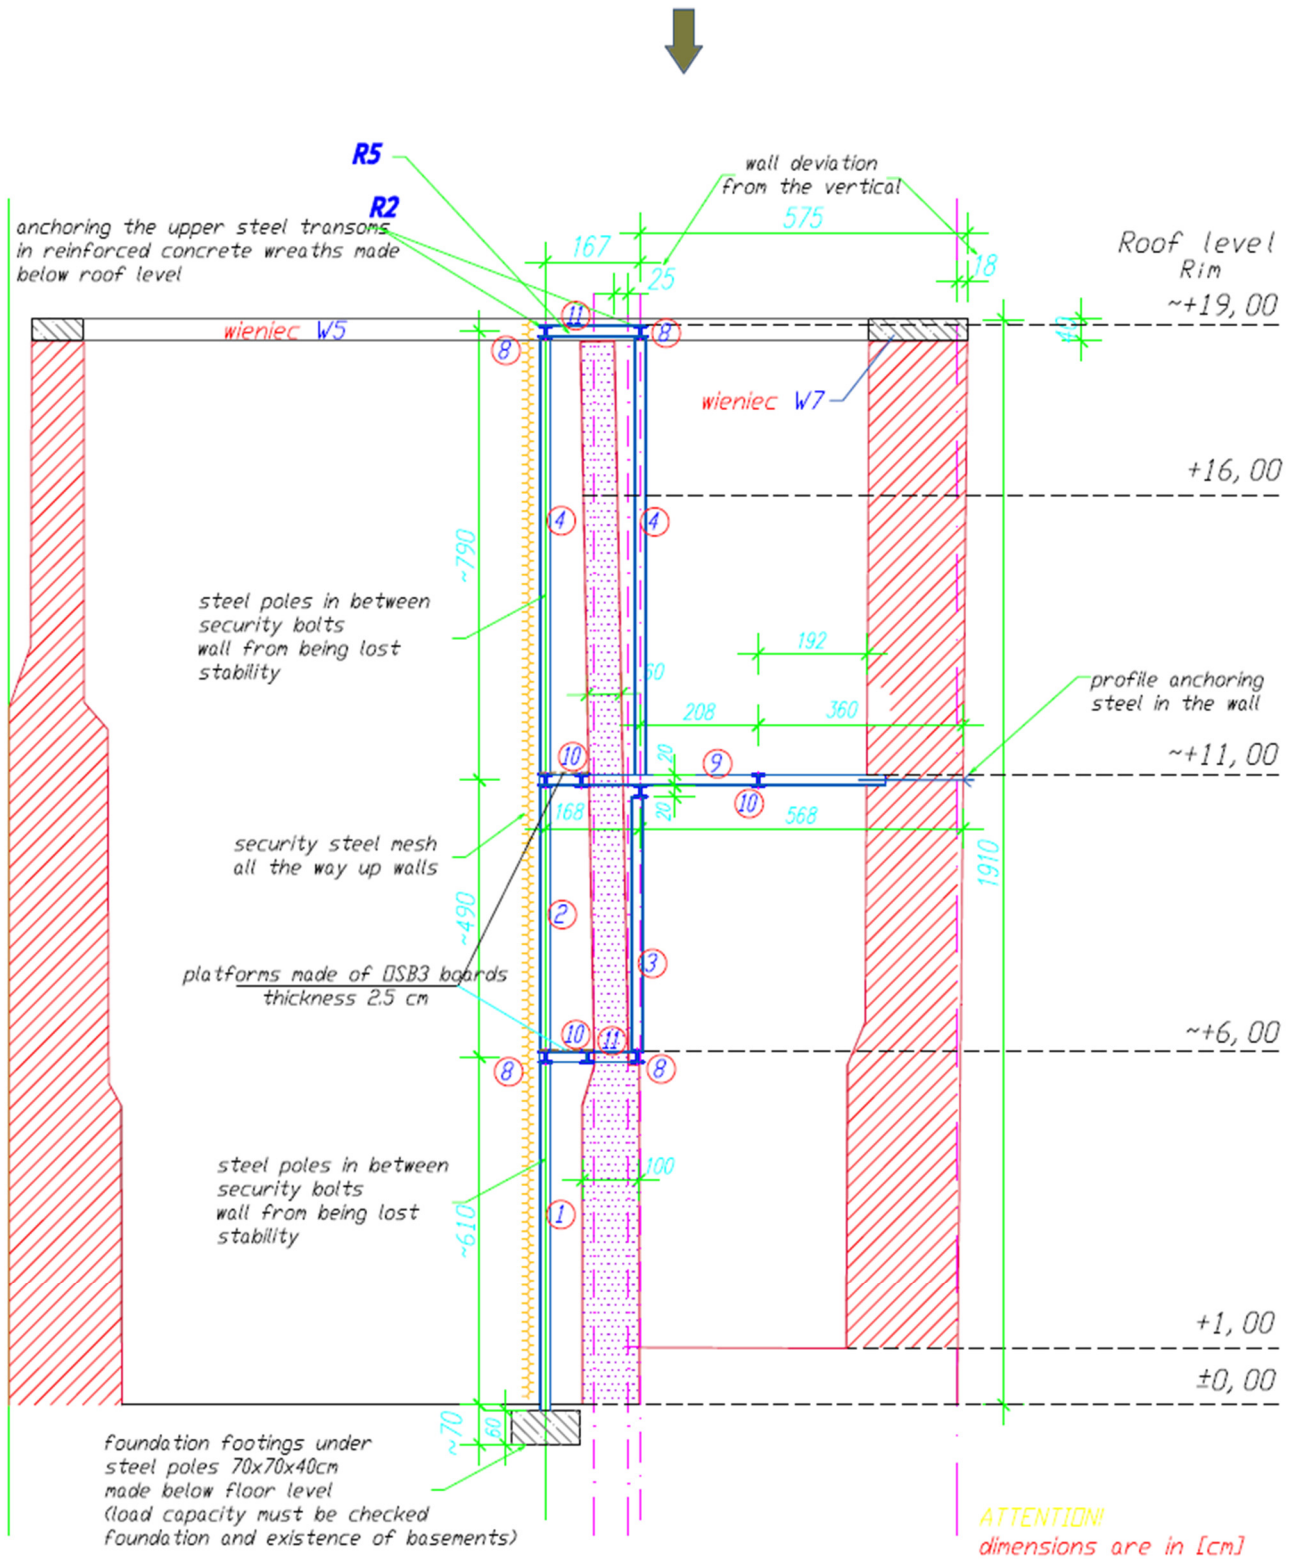 R5
wall deviation
from the vertical
R2
anchoring the upper steel transoms
in reinforced concrete wreaths made
below roof level
575
167
25
18
Roof level
Rim
~+19,00
40
11
8
8
wieniec W5
wieniec W7
+16,00
4
4
~790
steel poles in between
security bolts
wall from being lost
stability
192
60
208
360
profile anchoring
steel in the wall
~+11,00
10
20
9
10
20
168
568
security steel mesh
all the way up walls
1910
2
~490
3
platforms made of OSB3 boards
thickness 2.5 cm
10
11
~+6,00
8
8
steel poles in between
security bolts
wall from being lost
stability
100
1
~610
+1,00
±0,00
~70
60
foundation footings under
steel poles 70x70x40cm
made below floor level
(load capacity must be checked
foundation and existence of basements)
ATTENTION!
dimensions are in [cm]